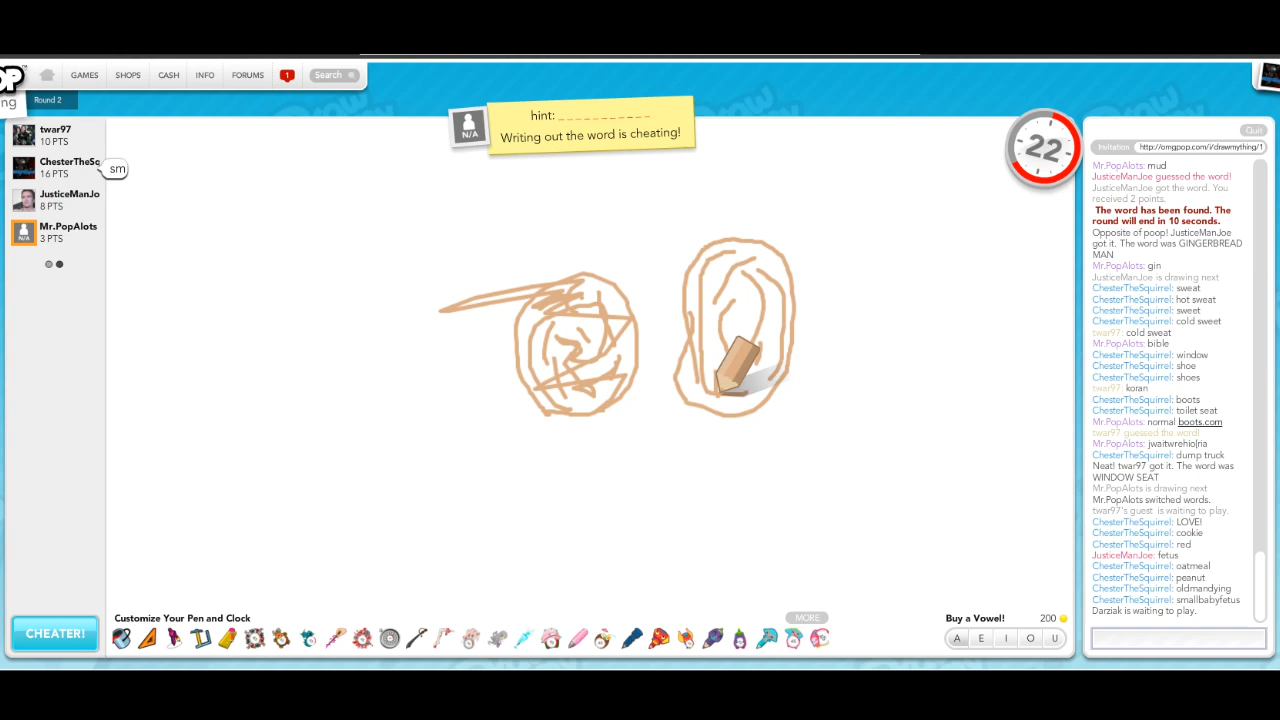 OP™
GAMES
SHOPS
CASH
INFO
FORUMS
1
Search
ng
Round 2
twar97
10 PTS
ChesterTheSq
16 PTS
sm
JusticeManJo
8 PTS
N/A
Mr.PopAlots
3 PTS
N/A
hint: _ _ _ _ _ _ _ _ _ _ _
Writing out the word is cheating!
22
Quit
Invitation http://omgpop.com/i/drawmything/1
Mr.PopAlots: mud
JusticeManJoe guessed the word!
JusticeManJoe got the word. You
received 2 points.
The word has been found. The
round will end in 10 seconds.
Opposite of poop! JusticeManJoe
got it. The word was GINGERBREAD
MAN
Mr.PopAlots: gin
JusticeManJoe is drawing next
ChesterTheSquirrel: sweat
ChesterTheSquirrel: hot sweat
ChesterTheSquirrel: sweet
ChesterTheSquirrel: cold sweet
twar97: cold sweat
Mr.PopAlots: bible
ChesterTheSquirrel: window
ChesterTheSquirrel: shoe
ChesterTheSquirrel: shoes
twar97: koran
ChesterTheSquirrel: boots
ChesterTheSquirrel: toilet seat
Mr.PopAlots: normal boots.com
twar97 guessed the word!
ChesterTheSquirrel: dump truck
Neat! twar97 got it. The word was
WINDOW SEAT
Mr.PopAlots is drawing next
Mr.PopAlots switched words.
twar97's guest is waiting to play.
ChesterTheSquirrel: LOVE!
ChesterTheSquirrel: cookie
ChesterTheSquirrel: red
JusticeManJoe: fetus
ChesterTheSquirrel: oatmeal
ChesterTheSquirrel: peanut
ChesterTheSquirrel: oldmandying
ChesterTheSquirrel: smallbabyfetus
Darziak is waiting to play.
CHEATER!
Customize Your Pen and Clock
MORE
Buy a Vowel! 200
A E I O U